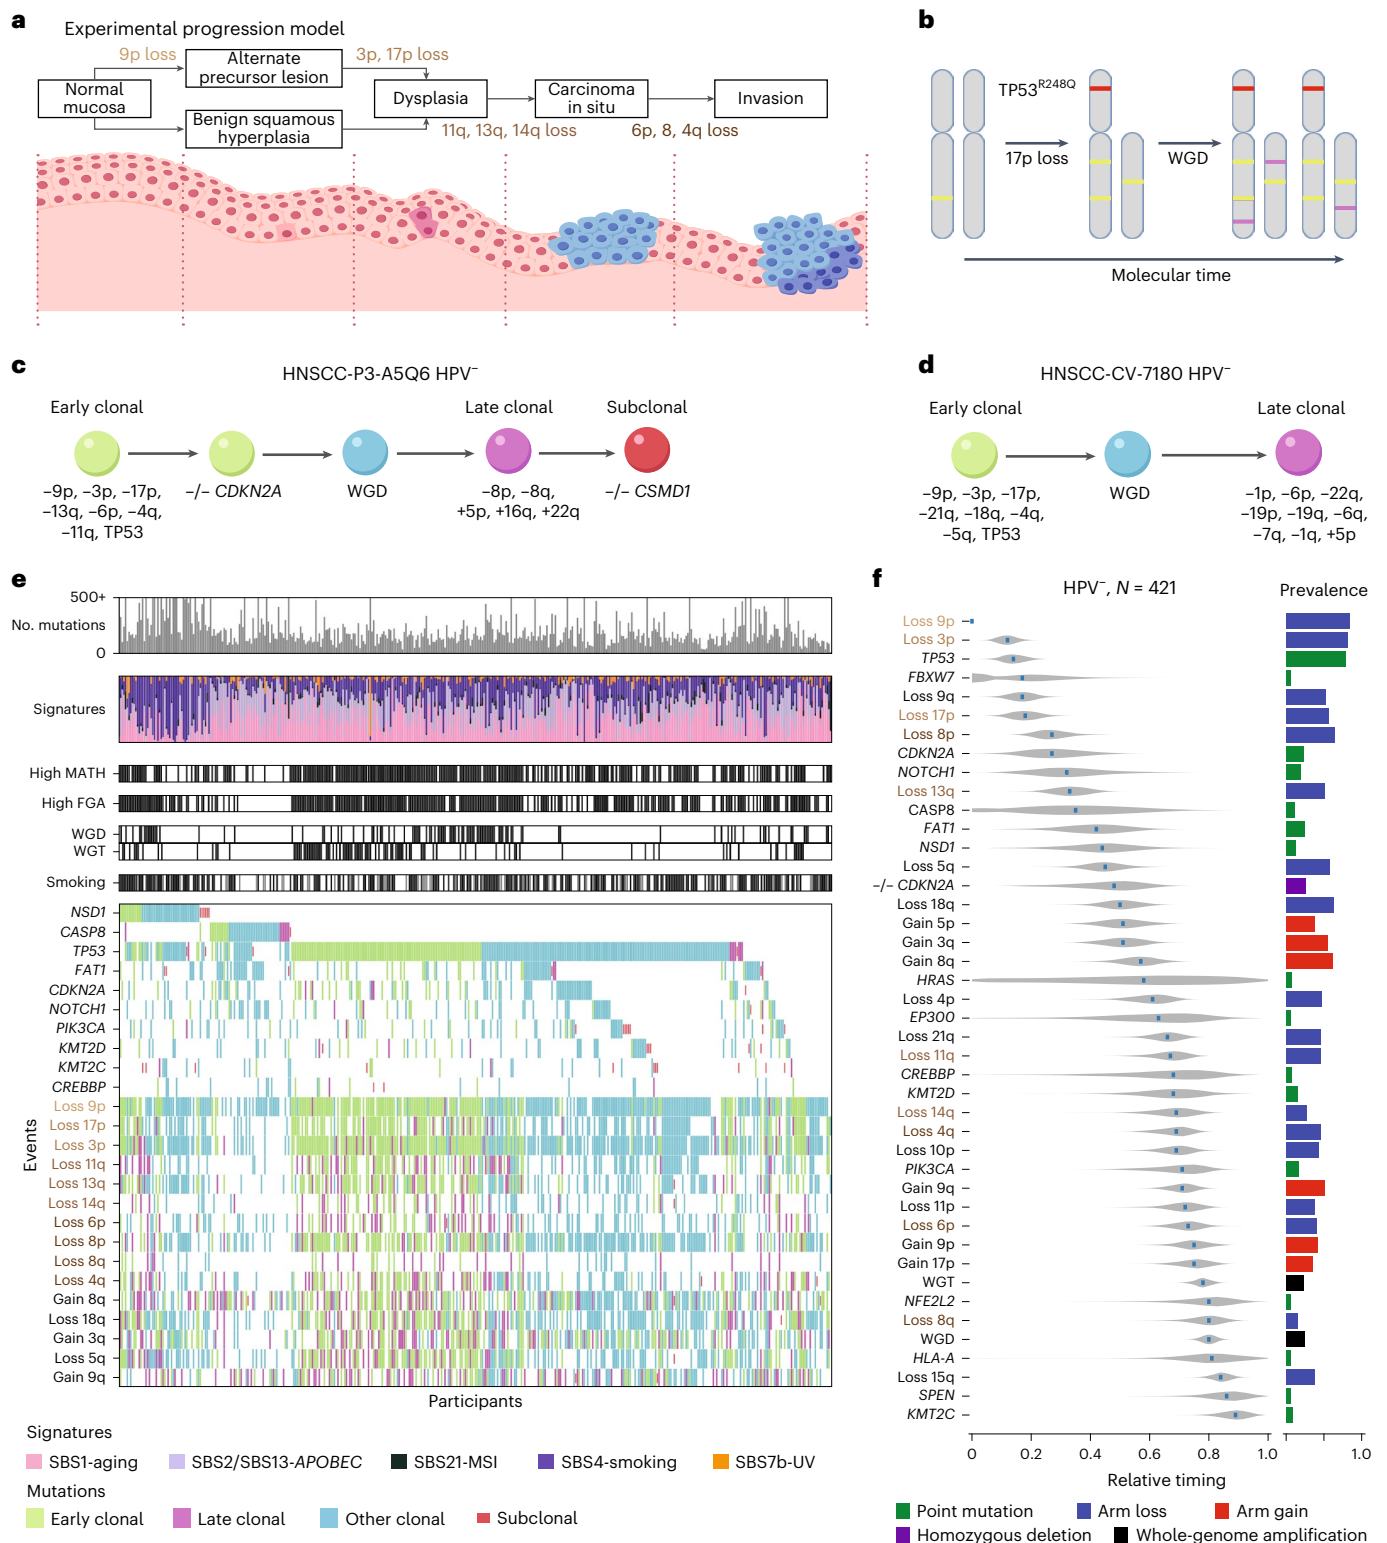 a
Experimental progression model
9p loss
3p, 17p loss
Normal
mucosa
Alternate
precursor lesion
Benign squamous
hyperplasia
Dysplasia
Carcinoma
in situ
Invasion
11q, 13q, 14q loss
6p, 8, 4q loss
b
TP53R248Q
17p loss
WGD
Molecular time
c
HNSCC-P3-A5Q6 HPV⁻
Early clonal
Late clonal
Subclonal
–9p, –3p, –17p,
–13q, –6p, –4q,
–11q, TP53
–/– CDKN2A
WGD
–8p, –8q,
+5p, +16q, +22q
–/– CSMD1
d
HNSCC-CV-7180 HPV⁻
Early clonal
Late clonal
–9p, –3p, –17p,
–21q, –18q, –4q,
–5q, TP53
WGD
–1p, –6p, –22q,
–19p, –19q, –6q,
–7q, –1q, +5p
e
500+
No. mutations
0
Signatures
High MATH
High FGA
WGD
WGT
Smoking
NSD1
CASP8
TP53
FAT1
CDKN2A
NOTCH1
PIK3CA
KMT2D
KMT2C
CREBBP
Loss 9p
Loss 17p
Loss 3p
Loss 11q
Loss 13q
Loss 14q
Loss 6p
Loss 8p
Loss 8q
Loss 4q
Gain 8q
Loss 18q
Gain 3q
Loss 5q
Gain 9q
Events
Participants
Signatures
SBS1-aging
SBS2/SBS13-APOBEC
SBS21-MSI
SBS4-smoking
SBS7b-UV
Mutations
Early clonal
Late clonal
Other clonal
Subclonal
f
HPV⁻, N = 421
Prevalence
Loss 9p
Loss 3p
TP53
FBXW7
Loss 9q
Loss 17p
Loss 8p
CDKN2A
NOTCH1
Loss 13q
CASP8
FAT1
NSD1
Loss 5q
–/– CDKN2A
Loss 18q
Gain 5p
Gain 3q
Gain 8q
HRAS
Loss 4p
EP300
Loss 21q
Loss 11q
CREBBP
KMT2D
Loss 14q
Loss 4q
Loss 10p
PIK3CA
Gain 9q
Loss 11p
Loss 6p
Gain 9p
Gain 17p
WGT
NFE2L2
Loss 8q
WGD
HLA-A
Loss 15q
SPEN
KMT2C
0 0.2 0.4 0.6 0.8 1.0
0 1.0
Relative timing
Point mutation
Arm loss
Arm gain
Homozygous deletion
Whole-genome amplification